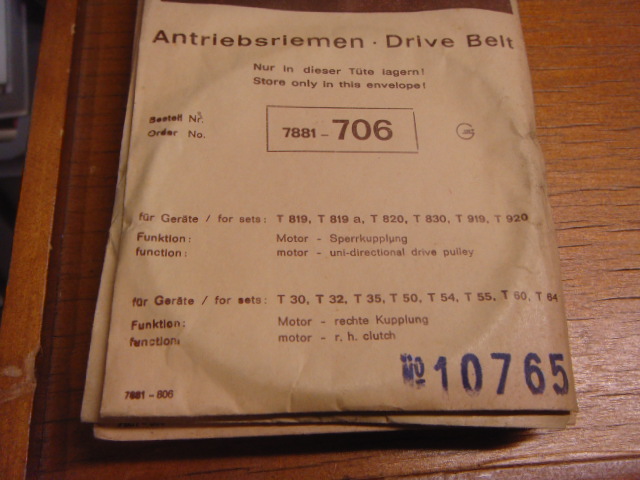 Antriebsriemen · Drive Belt
Nur in dieser Tüte lagern!
Store only in this envelope!
Bestell Nr.
Order No.
7881 - 706
für Geräte / for sets: T 819, T 819 a, T 820, T 830, T 919, T 920
Funktion: Motor - Sperrkupplung
function: motor - uni-directional drive pulley
für Geräte / for sets: T 30, T 32, T 35, T 50, T 54, T 55, T 60, T 64
Funktion: Motor - rechte Kupplung
function: motor - r. h. clutch
№ 10765
7881 - 806